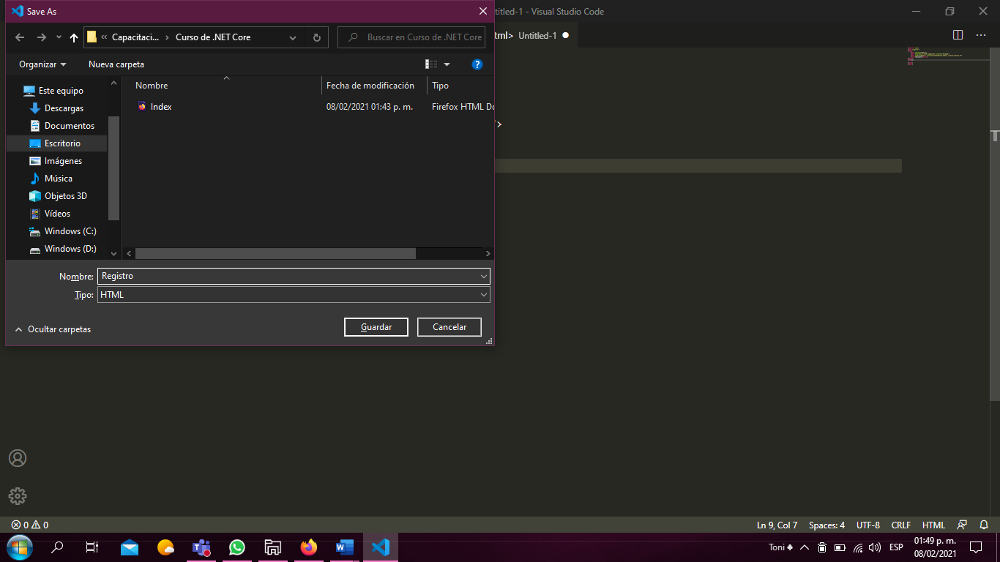 Save As
titled-1 - Visual Studio Code
Capacitaci...
Curso de .NET Core
Buscar en Curso de .NET Core
tml> Untitled-1
Organizar
Nueva carpeta
Nombre
Fecha de modificación
Tipo
Este equipo
Descargas
Documentos
Escritorio
Imágenes
Música
Objetos 3D
Vídeos
Windows (C:)
Windows (D:)
Index
08/02/2021 01:43 p. m.
Firefox HTML Do
>
Nombre: Registro
Tipo: HTML
Ocultar carpetas
Guardar
Cancelar
0 0
Ln 9, Col 7
Spaces: 4
UTF-8
CRLF
HTML
Toni
ESP
01:49 p. m.
08/02/2021